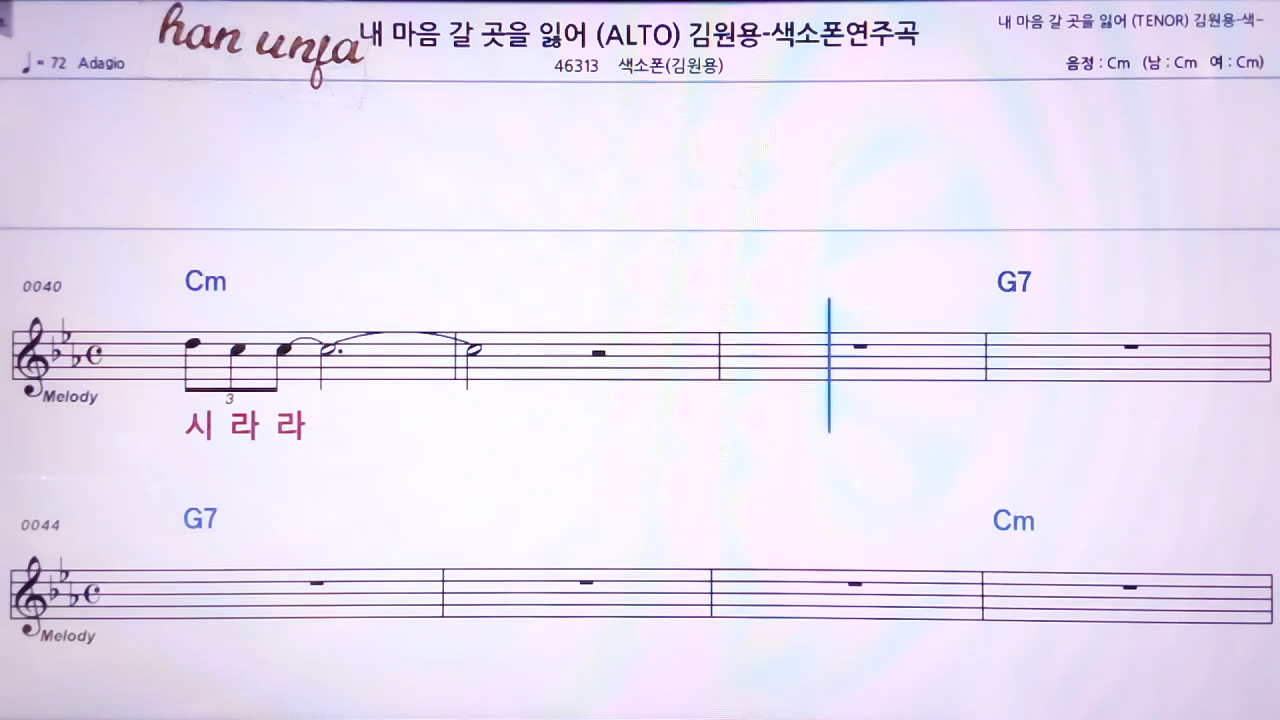 han unfa
내 마음 갈 곳을 잃어 (ALTO) 김원용-색소폰연주곡
내 마음 갈 곳을 잃어 (TENOR) 김원용-색-
♩= 72 Adagio
46313 색소폰(김원용)
음정 : Cm (남 : Cm 여 : Cm)
0040 Cm G7
Melody
3
시 라 라
0044 G7 Cm
Melody